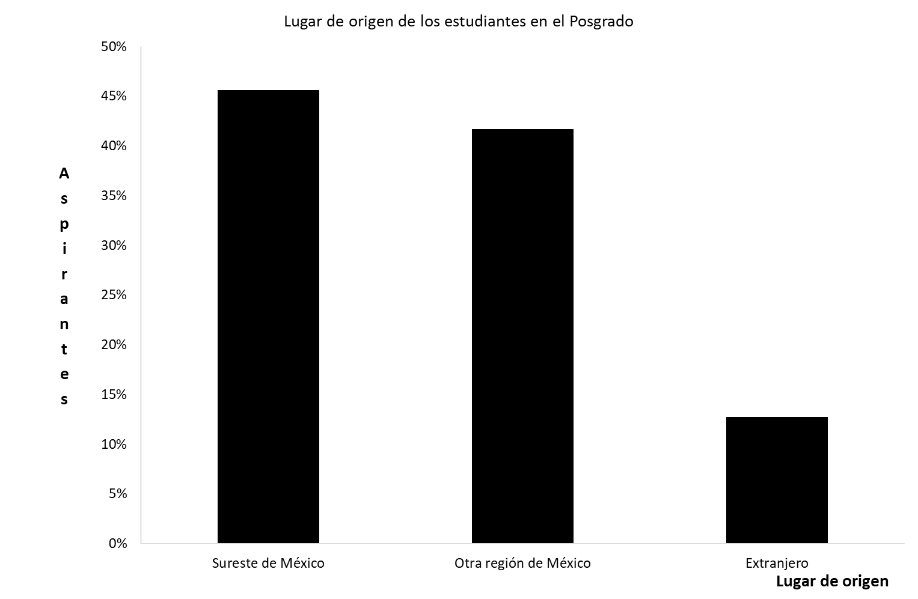 Lugar de origen de los estudiantes en el Posgrado
50%
45%
40%
35%
30%
25%
20%
15%
10%
5%
0%
Aspirantes
Sureste de México
Otra región de México
Extranjero
Lugar de origen